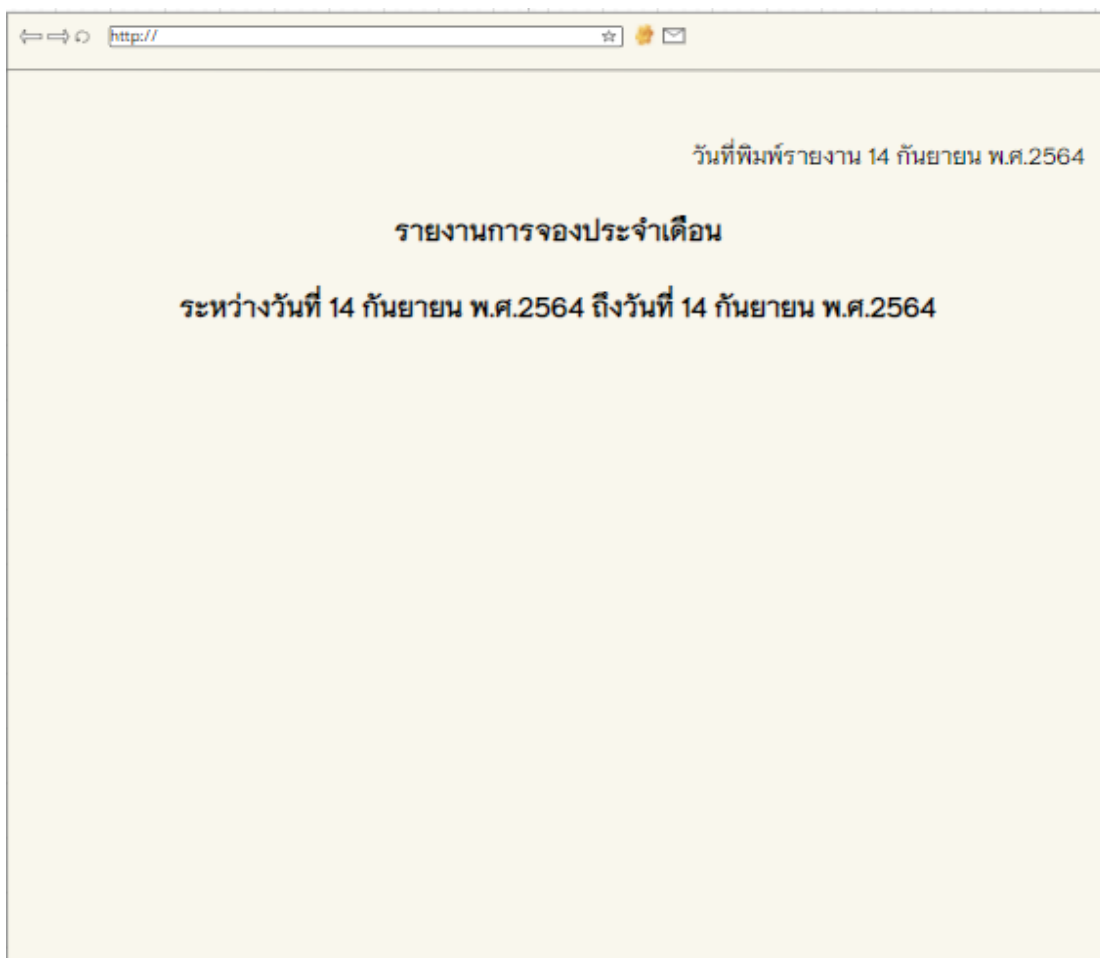 http://
วันที่พิมพ์รายงาน 14 กันยายน พ.ศ.2564
รายงานการจองประจำเดือน
ระหว่างวันที่ 14 กันยายน พ.ศ.2564 ถึงวันที่ 14 กันยายน พ.ศ.2564